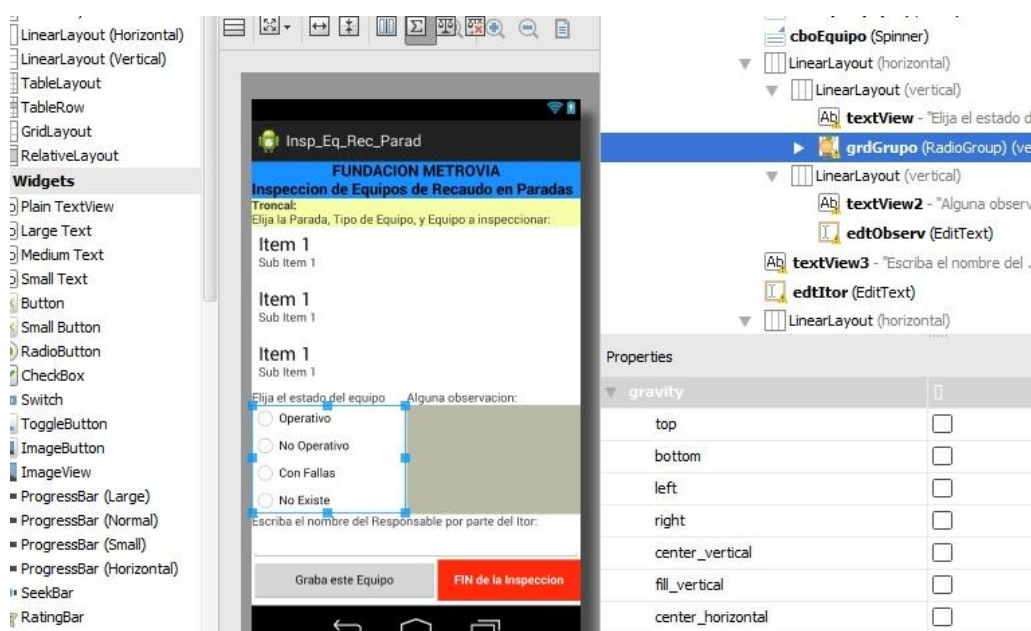 LinearLayout (Horizontal)
LinearLayout (Vertical)
TableLayout
TableRow
GridLayout
RelativeLayout
Widgets
Plain TextView
Large Text
Medium Text
Small Text
Button
Small Button
RadioButton
CheckBox
Switch
ToggleButton
ImageButton
ImageView
ProgressBar (Large)
ProgressBar (Normal)
ProgressBar (Small)
ProgressBar (Horizontal)
SeekBar
RatingBar
Insp_Eq_Rec_Parad
FUNDACION METROVIA
Inspeccion de Equipos de Recaudo en Paradas
Troncal:
Elija la Parada, Tipo de Equipo, y Equipo a inspeccionar:
Item 1
Sub Item 1
Item 1
Sub Item 1
Item 1
Sub Item 1
Elija el estado del equipo
Alguna observacion:
Operativo
No Operativo
Con Fallas
No Existe
Escriba el nombre del Responsable por parte del Itor:
Graba este Equipo
FIN de la Inspeccion
cboEquipo (Spinner)
LinearLayout (horizontal)
LinearLayout (vertical)
Ab textView - "Elija el estado d
grdGrupo (RadioGroup) (ve
LinearLayout (vertical)
Ab textView2 - "Alguna observ
edtObserv (EditText)
Ab textView3 - "Escriba el nombre del .
edtItor (EditText)
LinearLayout (horizontal)
Properties
gravity
top
bottom
left
right
center_vertical
fill_vertical
center_horizontal